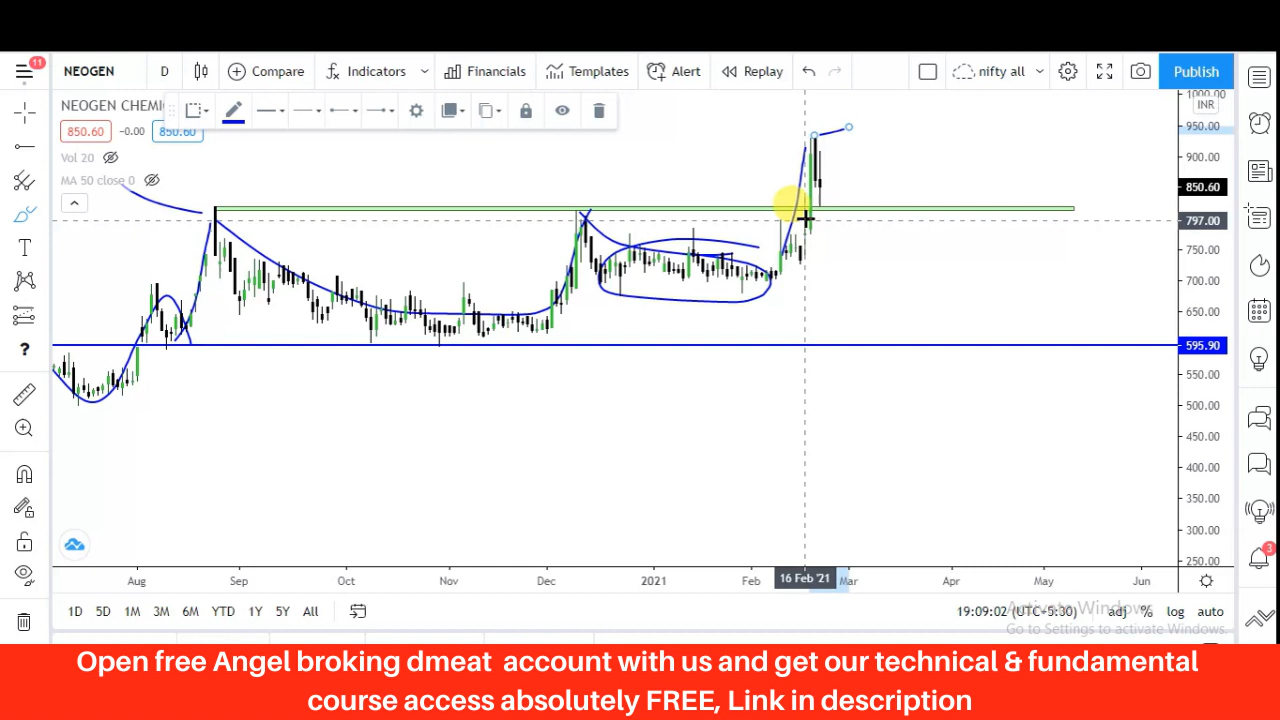 11
NEOGEN
D
Compare
Indicators
Financials
Templates
Alert
Replay
nifty all
Publish
NEOGEN CHEMI
850.60
-0.00
850.60
Vol 20
MA 50 close 0
1000.00
INR
950.00
900.00
850.60
797.00
750.00
700.00
650.00
595.90
550.00
500.00
450.00
400.00
350.00
300.00
250.00
Aug
Sep
Oct
Nov
Dec
2021
Feb
16 Feb '21
Mar
Apr
May
Jun
1D
5D
1M
3M
6M
YTD
1Y
5Y
All
19:09:02 (UTC+5:30)
adj
%
log
auto
3
Activate Windows
Go to Settings to activate Windows.
Open free Angel broking dmeat account with us and get our technical & fundamental
course access absolutely FREE, Link in description